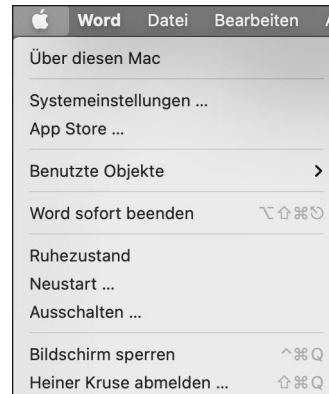 Word Datei Bearbeiten
Über diesen Mac
Systemeinstellungen ...
App Store ...
Benutzte Objekte
Word sofort beenden ⌥⇧⌘⎋
Ruhezustand
Neustart ...
Ausschalten ...
Bildschirm sperren ^⌘Q
Heiner Kruse abmelden ... ⇧⌘Q